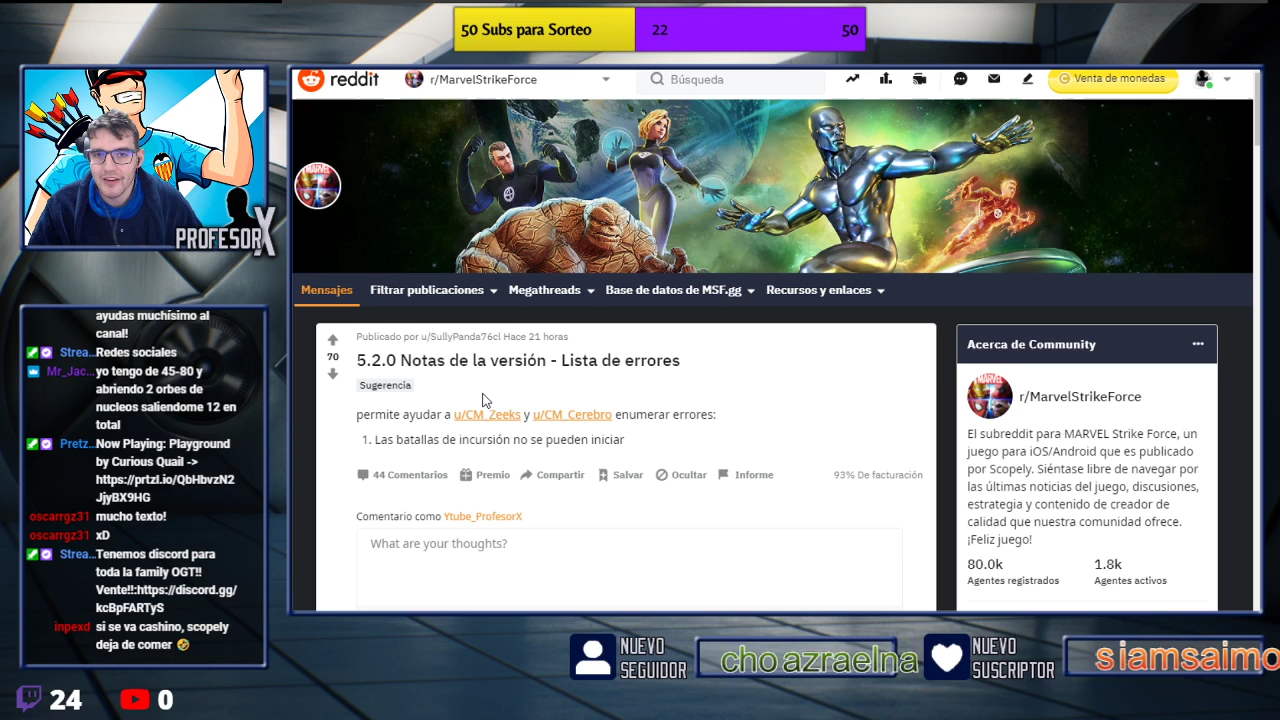 50 Subs para Sorteo 22 50
reddit r/MarvelStrikeForce Búsqueda Venta de monedas
MARVEL
PROFESOR X
Mensajes Filtrar publicaciones Megathreads Base de datos de MSF.gg Recursos y enlaces
70
Publicado por u/SullyPanda76cl Hace 21 horas
5.2.0 Notas de la versión - Lista de errores
Sugerencia
permite ayudar a u/CM_Zeeks y u/CM_Cerebro enumerar errores:
1. Las batallas de incursión no se pueden iniciar
44 Comentarios Premio Compartir Salvar Ocultar Informe 93% De facturación
Comentario como Ytube_ProfesorX
What are your thoughts?
Acerca de Community
MARVEL
r/MarvelStrikeForce
El subreddit para MARVEL Strike Force, un
juego para iOS/Android que es publicado
por Scopely. Siéntase libre de navegar por
las últimas noticias del juego, discusiones,
estrategia y contenido de creador de
calidad que nuestra comunidad ofrece.
¡Feliz juego!
80.0k 1.8k
Agentes registrados Agentes activos
ayudas muchísimo al
canal!
Strea... Redes sociales
Mr_Jac... yo tengo de 45-80 y
abriendo 2 orbes de
nucleos saliendome 12 en
total
Pretz... Now Playing: Playground
by Curious Quail ->
https://prtzl.io/QbHbvzN2
JjyBX9HG
oscarrgz31 mucho texto!
oscarrgz31 xD
Strea... Tenemos discord para
toda la family OGT!!
Vente!!:https://discord.gg/
kcBpFARTyS
inpexd si se va cashino, scopely
deja de comer 🤣
NUEVO
SEGUIDOR
cho azraelna
NUEVO
SUSCRIPTOR
siamsaimo
24 0